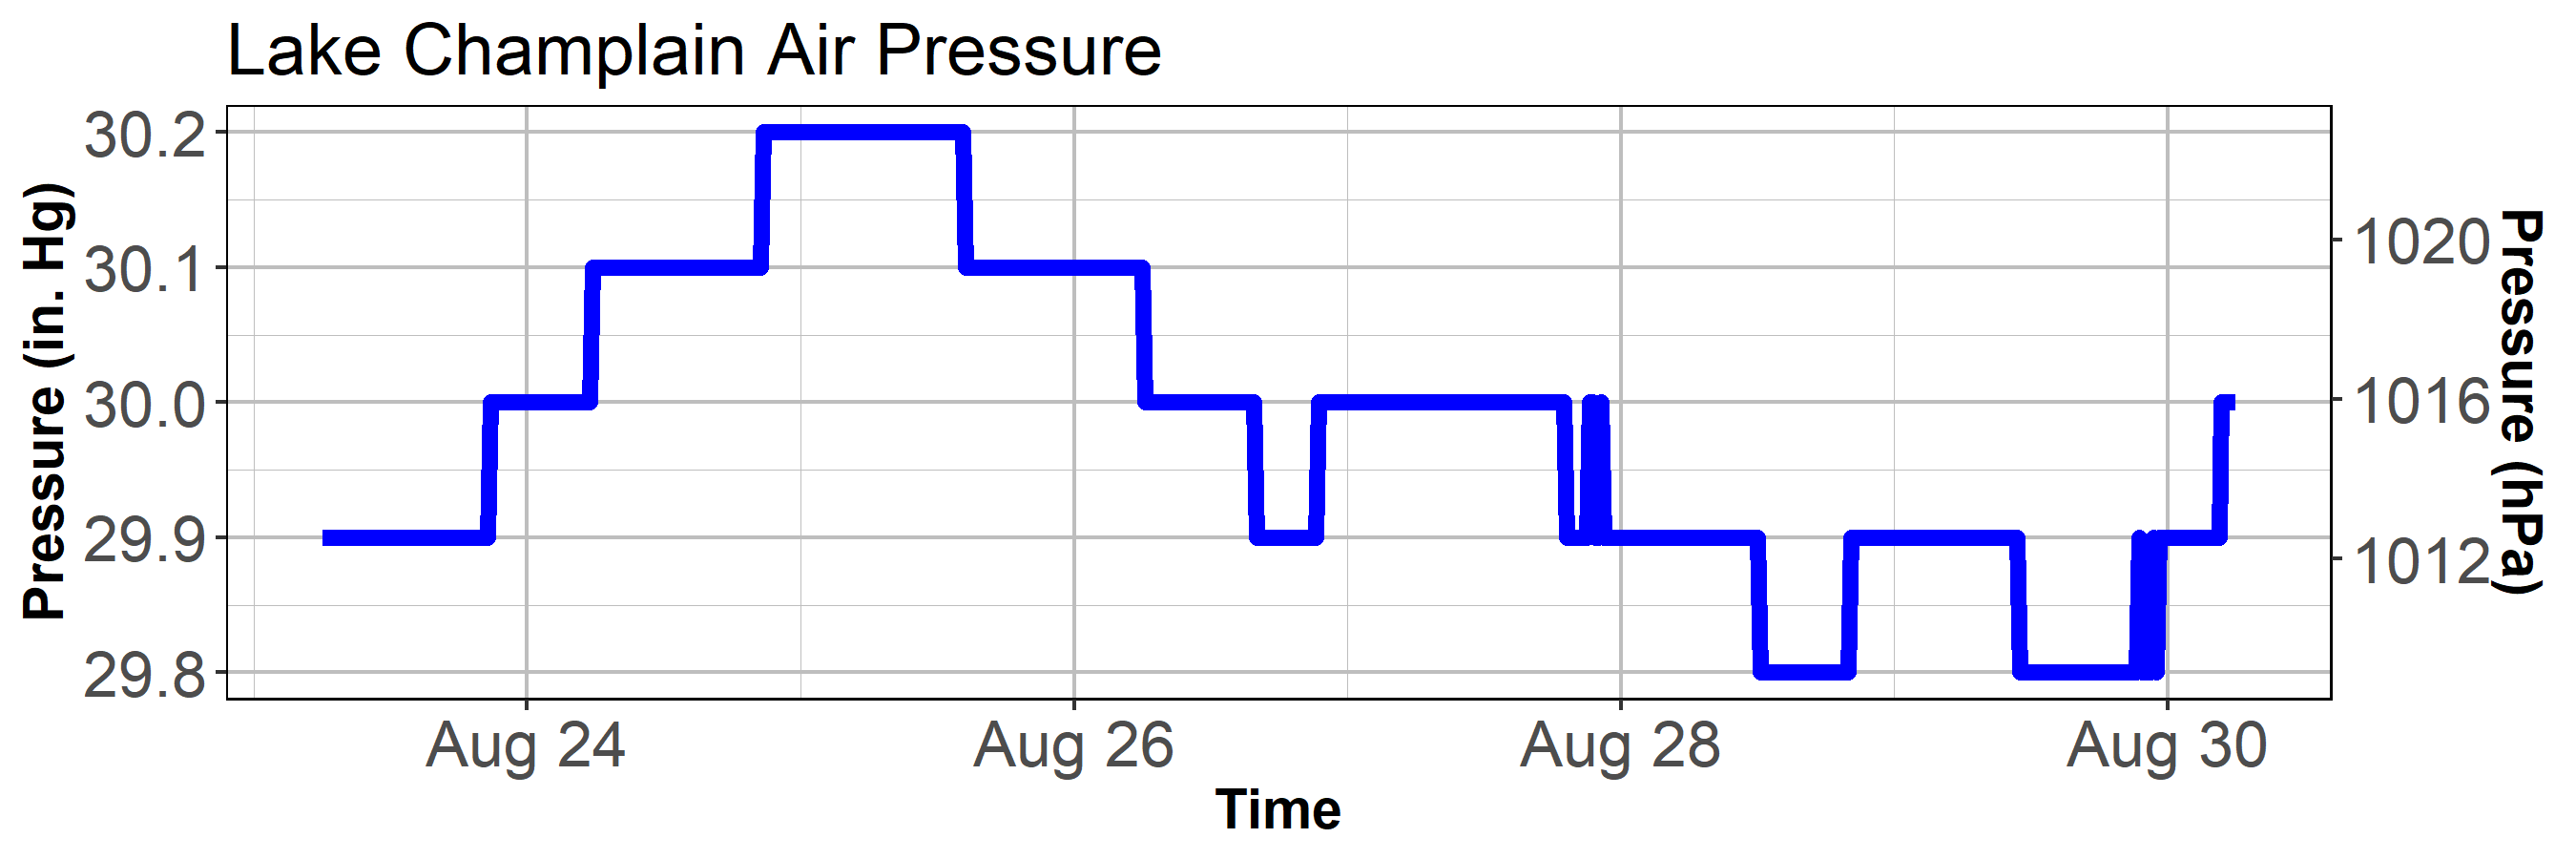 Lake Champlain Air Pressure
Pressure (in. Hg)
30.2
30.1
30.0
29.9
29.8
1020
1016
1012
Pressure (hPa)
Aug 24 Aug 26 Aug 28 Aug 30
Time